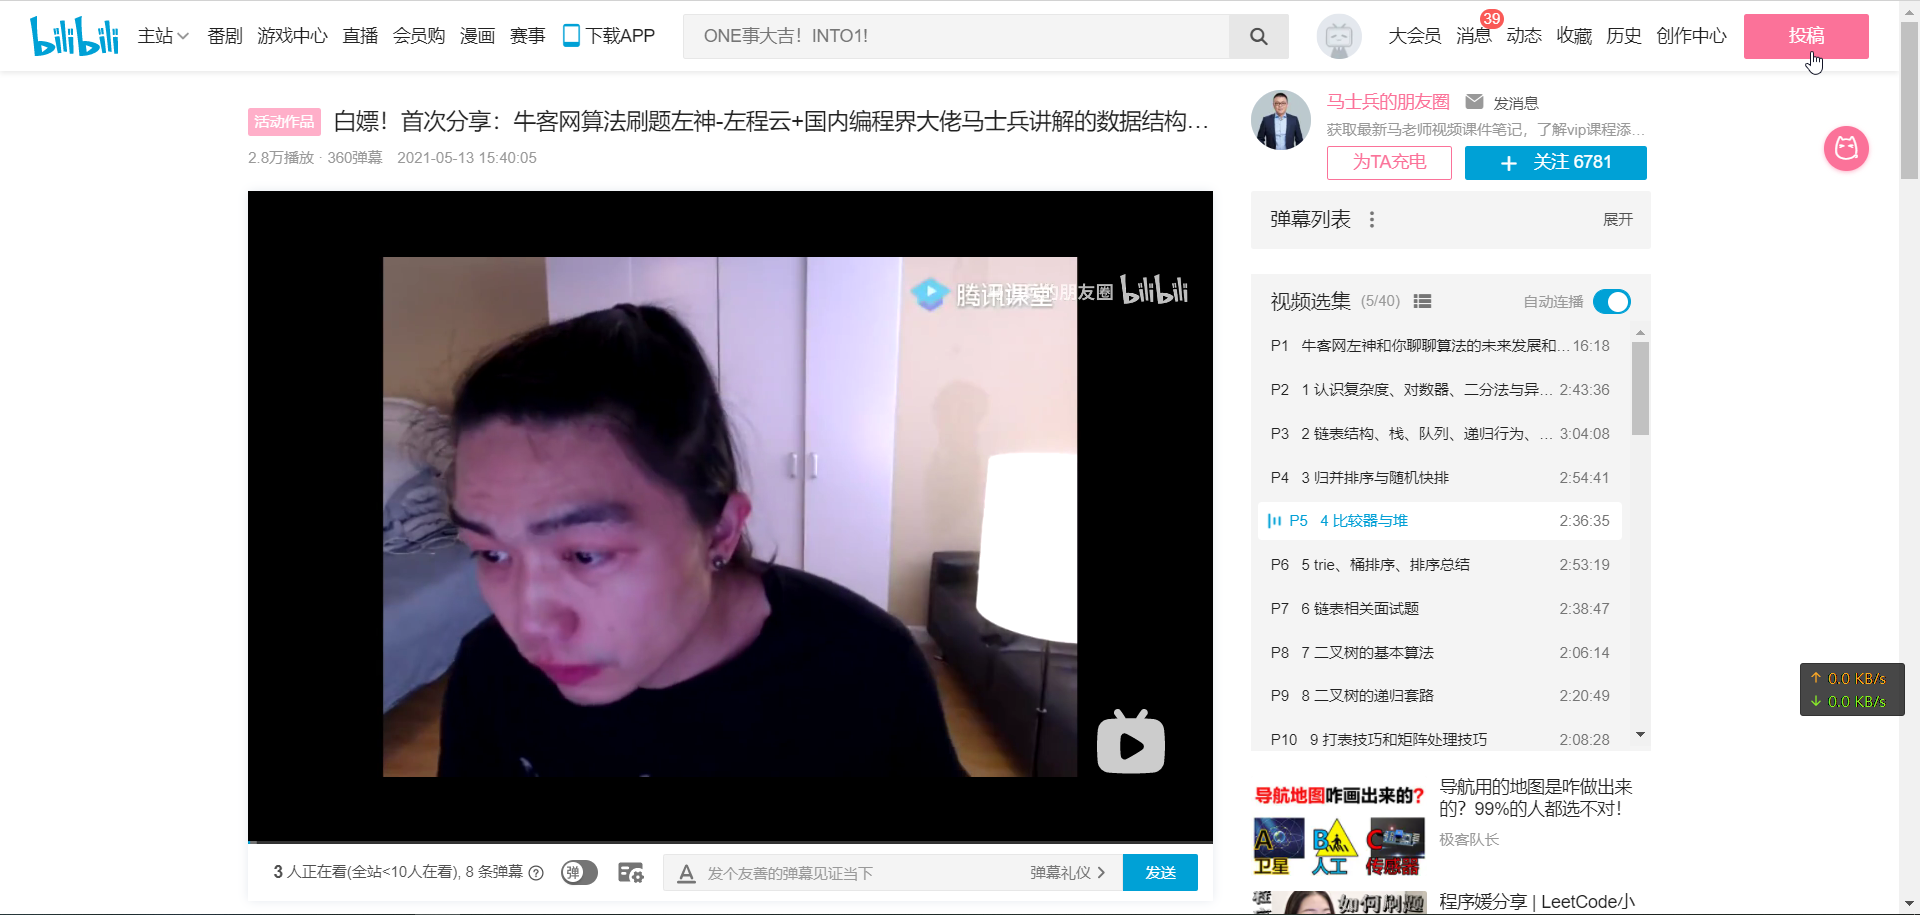 bilibili 主站 番剧 游戏中心 直播 会员购 漫画 赛事 下载APP ONE事大吉！INTO1! 大会员 消息 39 动态 收藏 历史 创作中心 投稿
活动作品 白嫖！首次分享：牛客网算法刷题左神-左程云+国内编程界大佬马士兵讲解的数据结构…
2.8万播放 · 360弹幕 2021-05-13 15:40:05
马士兵的朋友圈 发消息
获取最新马老师视频课件笔记，了解vip课程添…
为TA充电 + 关注 6781
弹幕列表 展开
腾讯课堂 的朋友圈 bilibili
视频选集 (5/40) 自动连播
P1 牛客网左神和你聊聊算法的未来发展和… 16:18
P2 1 认识复杂度、对数器、二分法与异… 2:43:36
P3 2 链表结构、栈、队列、递归行为、… 3:04:08
P4 3 归并排序与随机快排 2:54:41
P5 4 比较器与堆 2:36:35
P6 5 trie、桶排序、排序总结 2:53:19
P7 6 链表相关面试题 2:38:47
P8 7 二叉树的基本算法 2:06:14
P9 8 二叉树的递归套路 2:20:49
P10 9 打表技巧和矩阵处理技巧 2:08:28
↑ 0.0 KB/s
↓ 0.0 KB/s
导航地图咋画出来的？
A 卫星 B 人工 C 传感器
导航用的地图是咋做出来
的？99%的人都选不对！
极客队长
3 人正在看(全站<10人在看), 8 条弹幕 弹 A 发个友善的弹幕见证当下 弹幕礼仪 > 发送
如何刷题
程序媛分享 | LeetCode小